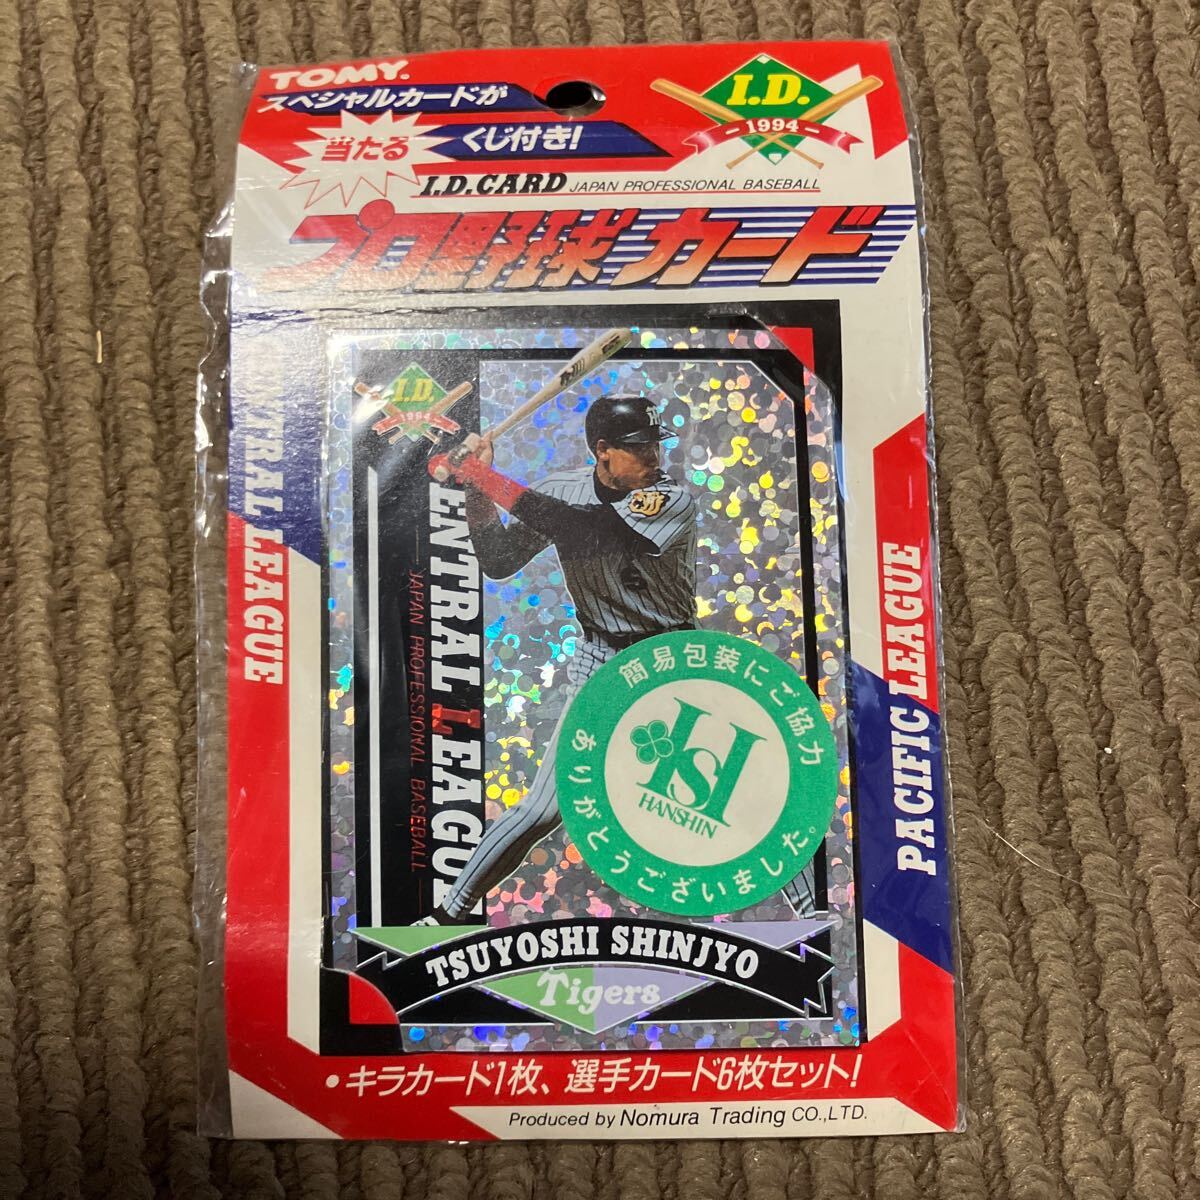 TOMY.
スペシャルカードが
当たる
くじ付き!
I.D.
-1994-
I.D.CARD JAPAN PROFESSIONAL BASEBALL
プロ野球カード
CENTRAL LEAGUE
PACIFIC LEAGUE
I.D.
1994
CENTRAL LEAGUE
JAPAN PROFESSIONAL BASEBALL
簡易包装にご協力
ありがとうございました。
HSI
HANSHIN
TSUYOSHI SHINJYO
Tigers
•キラカード1枚、選手カード6枚セット!
Produced by Nomura Trading CO.,LTD.